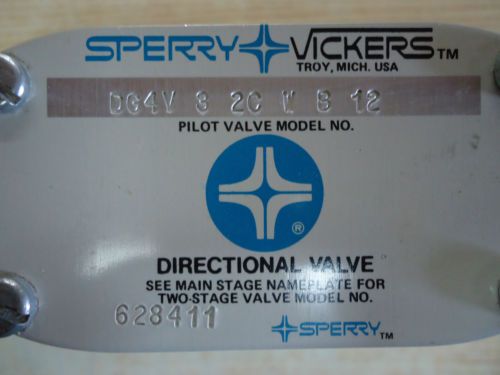 SPERRY VICKERS TM
TROY, MICH. USA
DG4V 3 2C W B 12
PILOT VALVE MODEL NO.
®
DIRECTIONAL VALVE
SEE MAIN STAGE NAMEPLATE FOR
TWO-STAGE VALVE MODEL NO.
628411
SPERRY TM